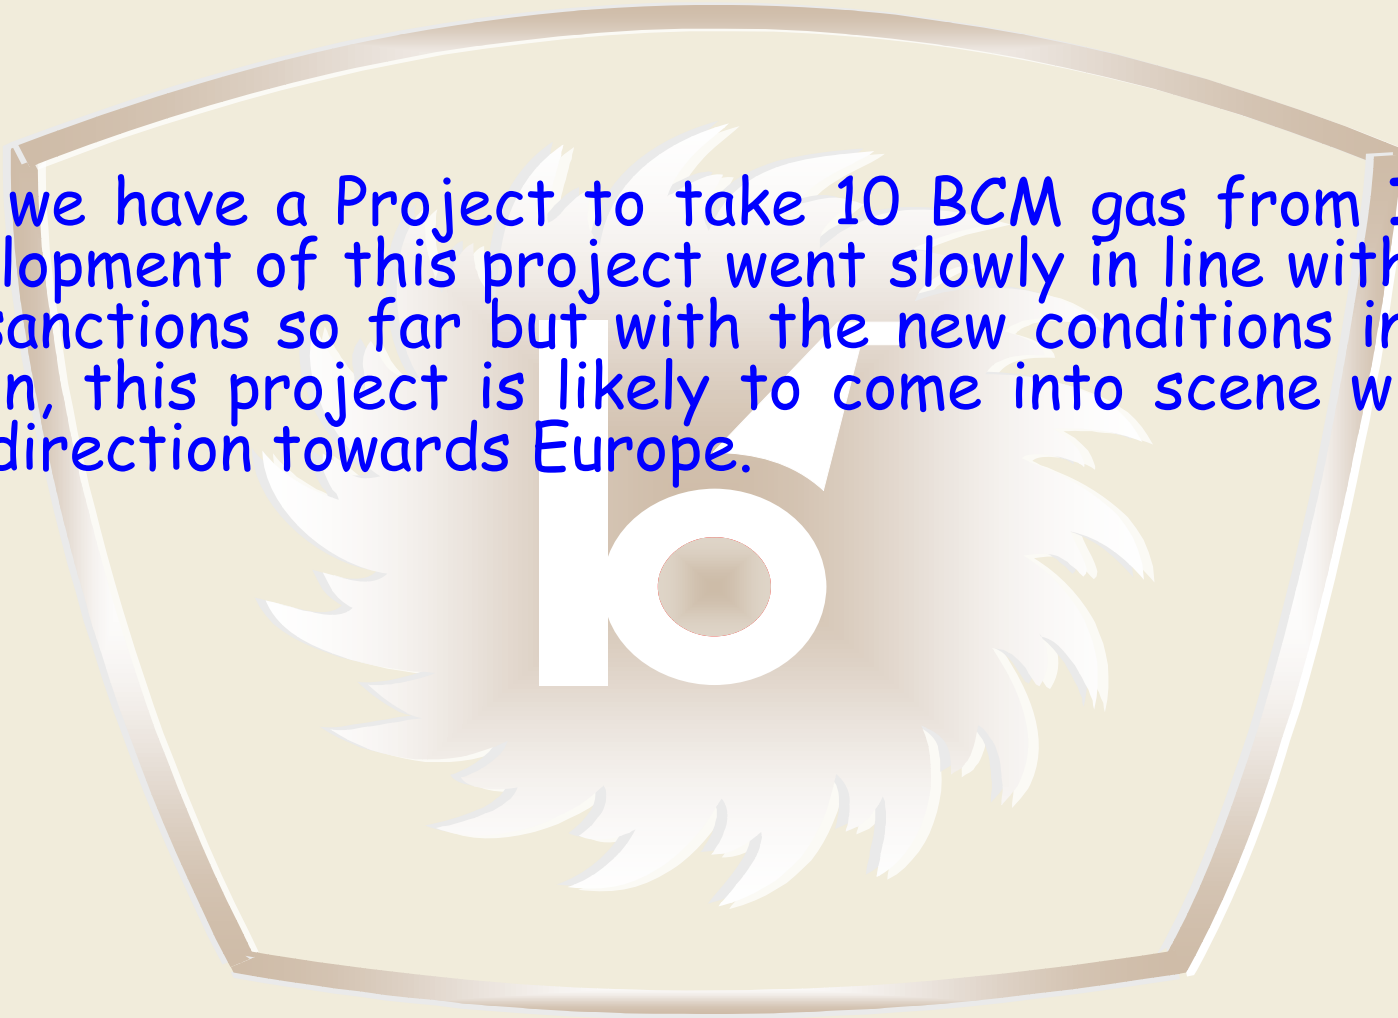 we have a Project to take 10 BCM gas from
lopment of this project went slowly in line with
sanctions so far but with the new conditions in
n, this project is likely to come into scene w
direction towards Europe.